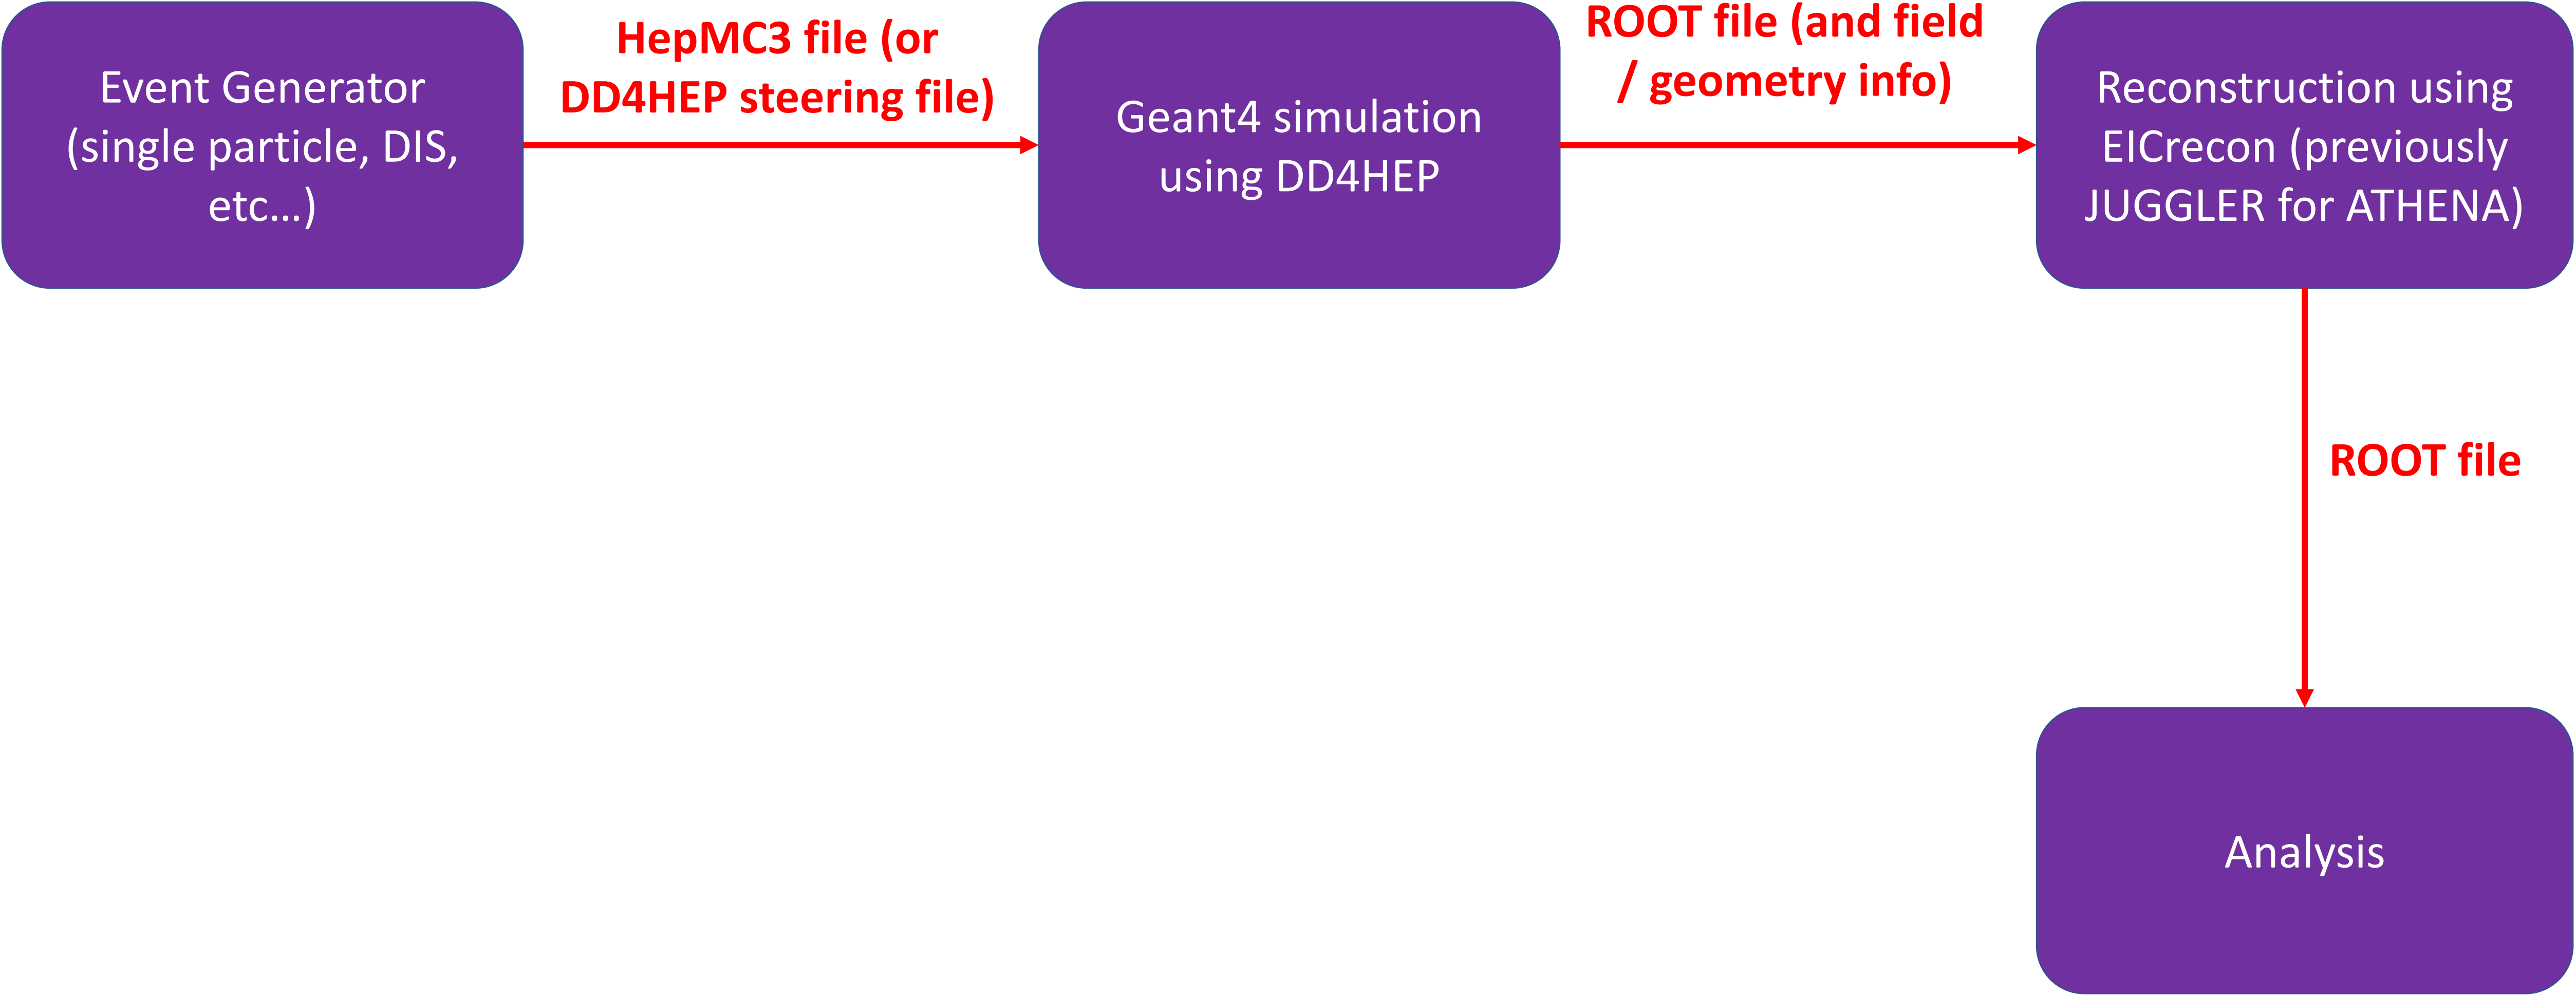 Event Generator
(single particle, DIS,
etc…)
HepMC3 file (or
DD4HEP steering file)
Geant4 simulation
using DD4HEP
ROOT file (and field
/ geometry info)
Reconstruction using
EICrecon (previously
JUGGLER for ATHENA)
ROOT file
Analysis